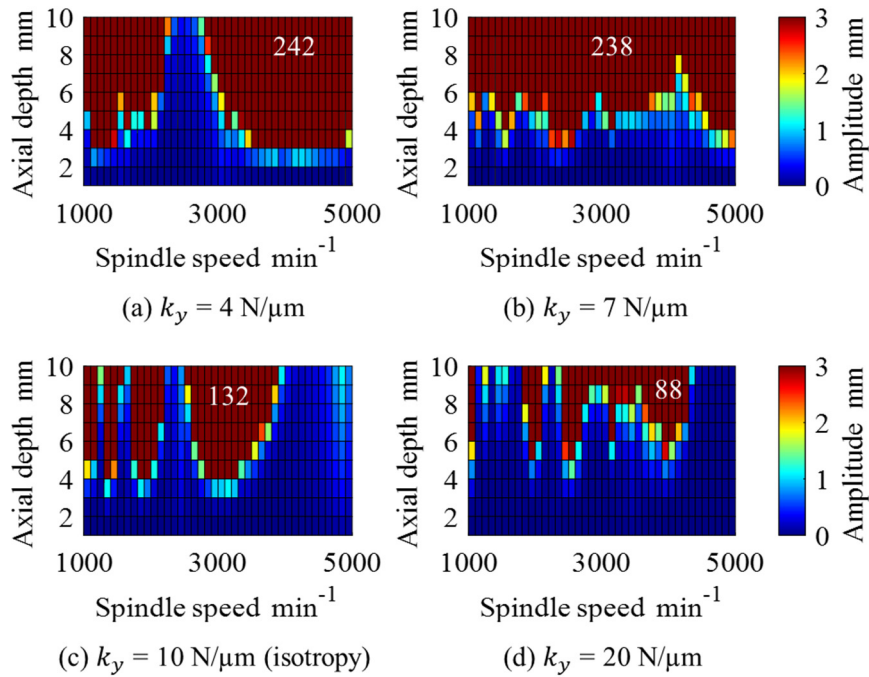 Axial depth mm
10
8
6
4
2
242
1000 3000 5000
Spindle speed min⁻¹
(a) k_y = 4 N/μm
Axial depth mm
10
8
6
4
2
238
1000 3000 5000
Spindle speed min⁻¹
(b) k_y = 7 N/μm
3
2
1
0
Amplitude mm
Axial depth mm
10
8
6
4
2
132
1000 3000 5000
Spindle speed min⁻¹
(c) k_y = 10 N/μm (isotropy)
Axial depth mm
10
8
6
4
2
88
1000 3000 5000
Spindle speed min⁻¹
(d) k_y = 20 N/μm
3
2
1
0
Amplitude mm